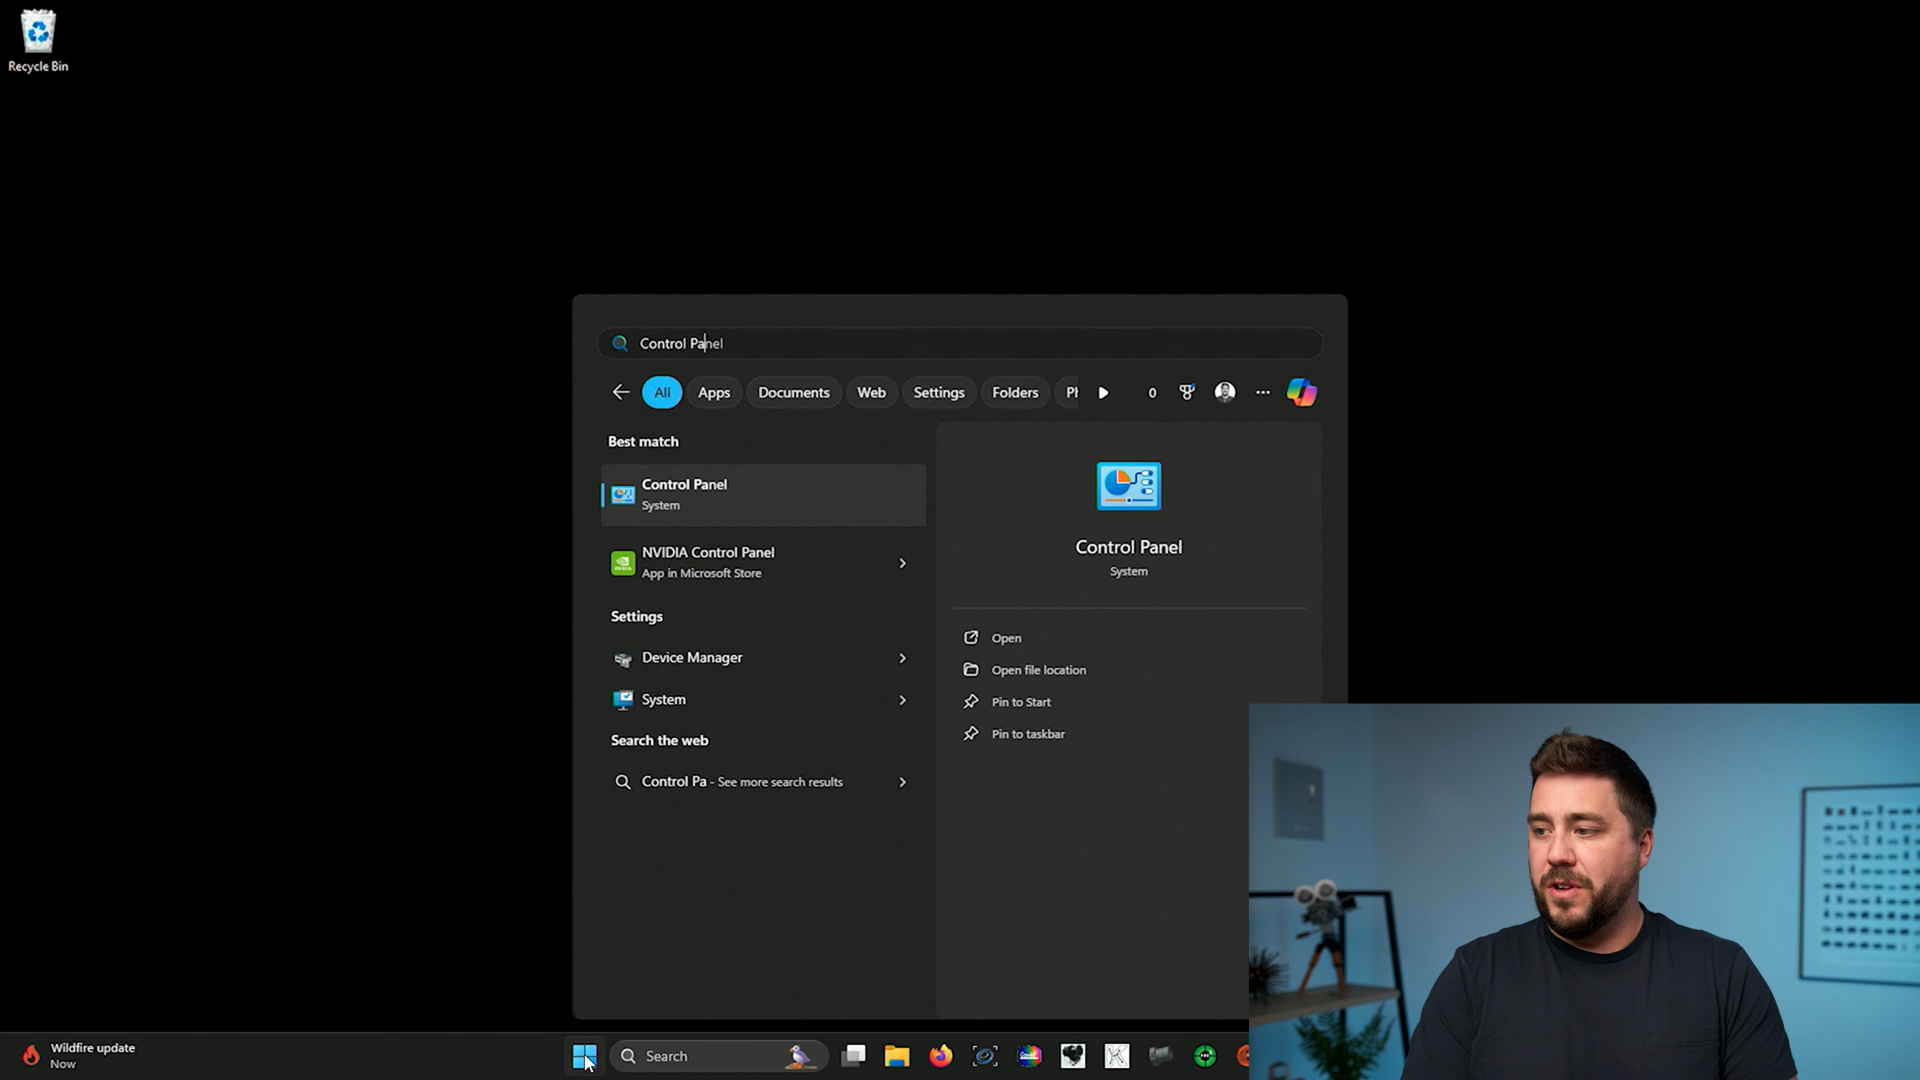 Recycle Bin
Control Panel
All
Apps
Documents
Web
Settings
Folders
Ph
0
Best match
Control Panel
System
NVIDIA Control Panel
App in Microsoft Store
Settings
Device Manager
System
Search the web
Control Pa - See more search results
Control Panel
System
Open
Open file location
Pin to Start
Pin to taskbar
Wildfire update
Now
Search